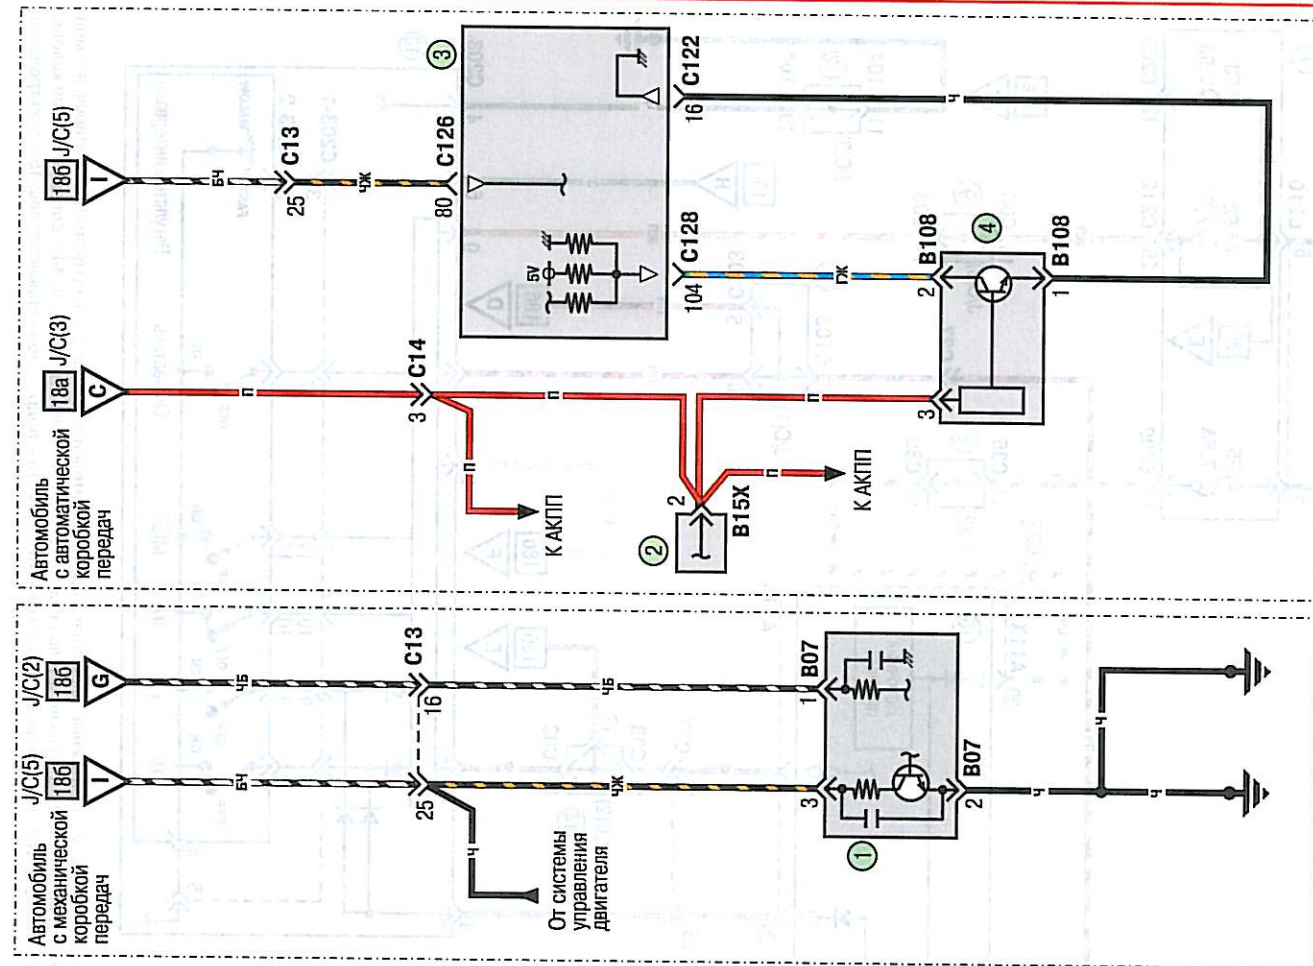 Автомобиль
с автоматической
коробкой
передач
18а J/C(3)
C
П
3 C14
П
П
К АКПП
18б J/C(5)
I
БЧ
25 C13
ЧЖ
80 C126
3
5V
104 C128
16 C122
Ч
ГЖ
2 B108
4
1 B108
3
П
2
2
B15X
П
К АКПП
Автомобиль
с механической
коробкой
передач
J/C(5)
18б
I
БЧ
25
Ч
От системы
управления
двигателя
ЧЖ
3
J/C(2)
18б
G
ЧБ
16 C13
ЧБ
1 B07
1
2 B07
Ч
Ч
Ч